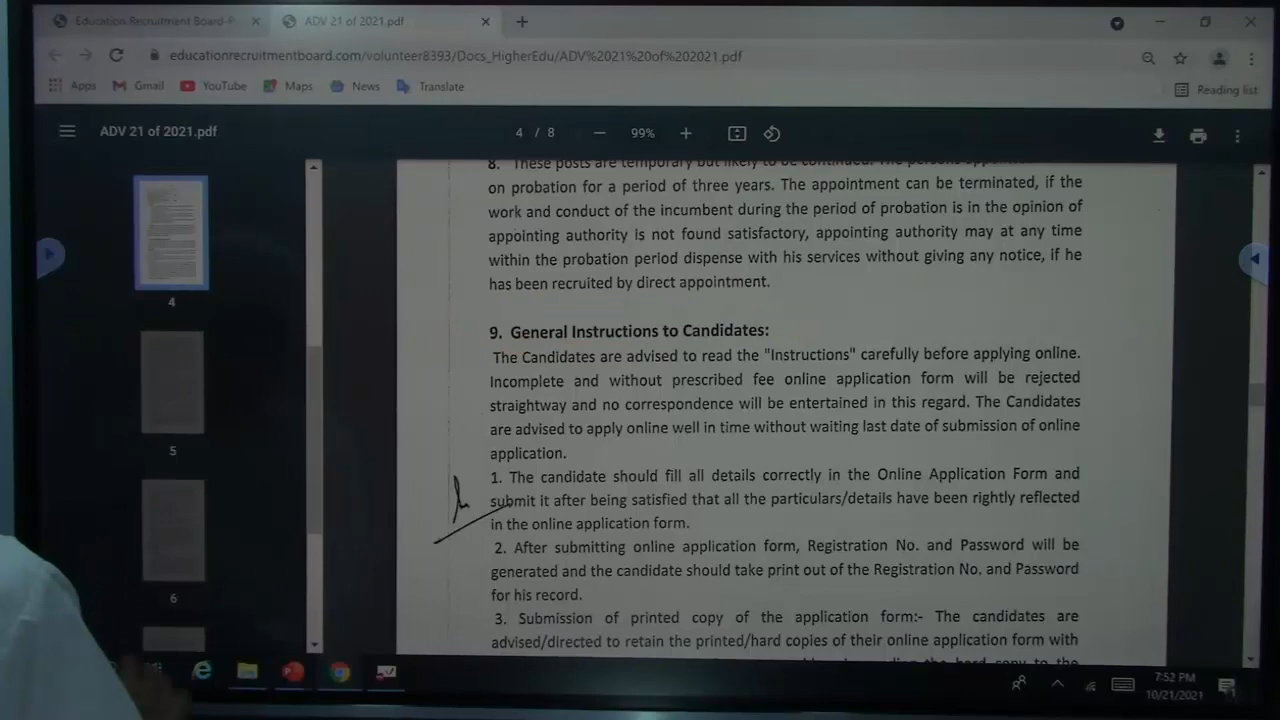 Education Recruitment Board-P
ADV 21 of 2021.pdf
educationrecruitmentboard.com/volunteer8393/Docs_HigherEdu/ADV%2021%20of%202021.pdf
Apps Gmail YouTube Maps News Translate
Reading list
ADV 21 of 2021.pdf
4 / 8
99%
8. These posts are temporary but likely to be continued. The persons
on probation for a period of three years. The appointment can be terminated, if the
work and conduct of the incumbent during the period of probation is in the opinion of
appointing authority is not found satisfactory, appointing authority may at any time
within the probation period dispense with his services without giving any notice, if he
has been recruited by direct appointment.
9. General Instructions to Candidates:
The Candidates are advised to read the "Instructions" carefully before applying online.
Incomplete and without prescribed fee online application form will be rejected
straightway and no correspondence will be entertained in this regard. The Candidates
are advised to apply online well in time without waiting last date of submission of online
application.
1. The candidate should fill all details correctly in the Online Application Form and
submit it after being satisfied that all the particulars/details have been rightly reflected
in the online application form.
2. After submitting online application form, Registration No. and Password will be
generated and the candidate should take print out of the Registration No. and Password
for his record.
3. Submission of printed copy of the application form:- The candidates are
advised/directed to retain the printed/hard copies of their online application form with
the hard copy to the
4
5
6
7:52 PM
10/21/2021